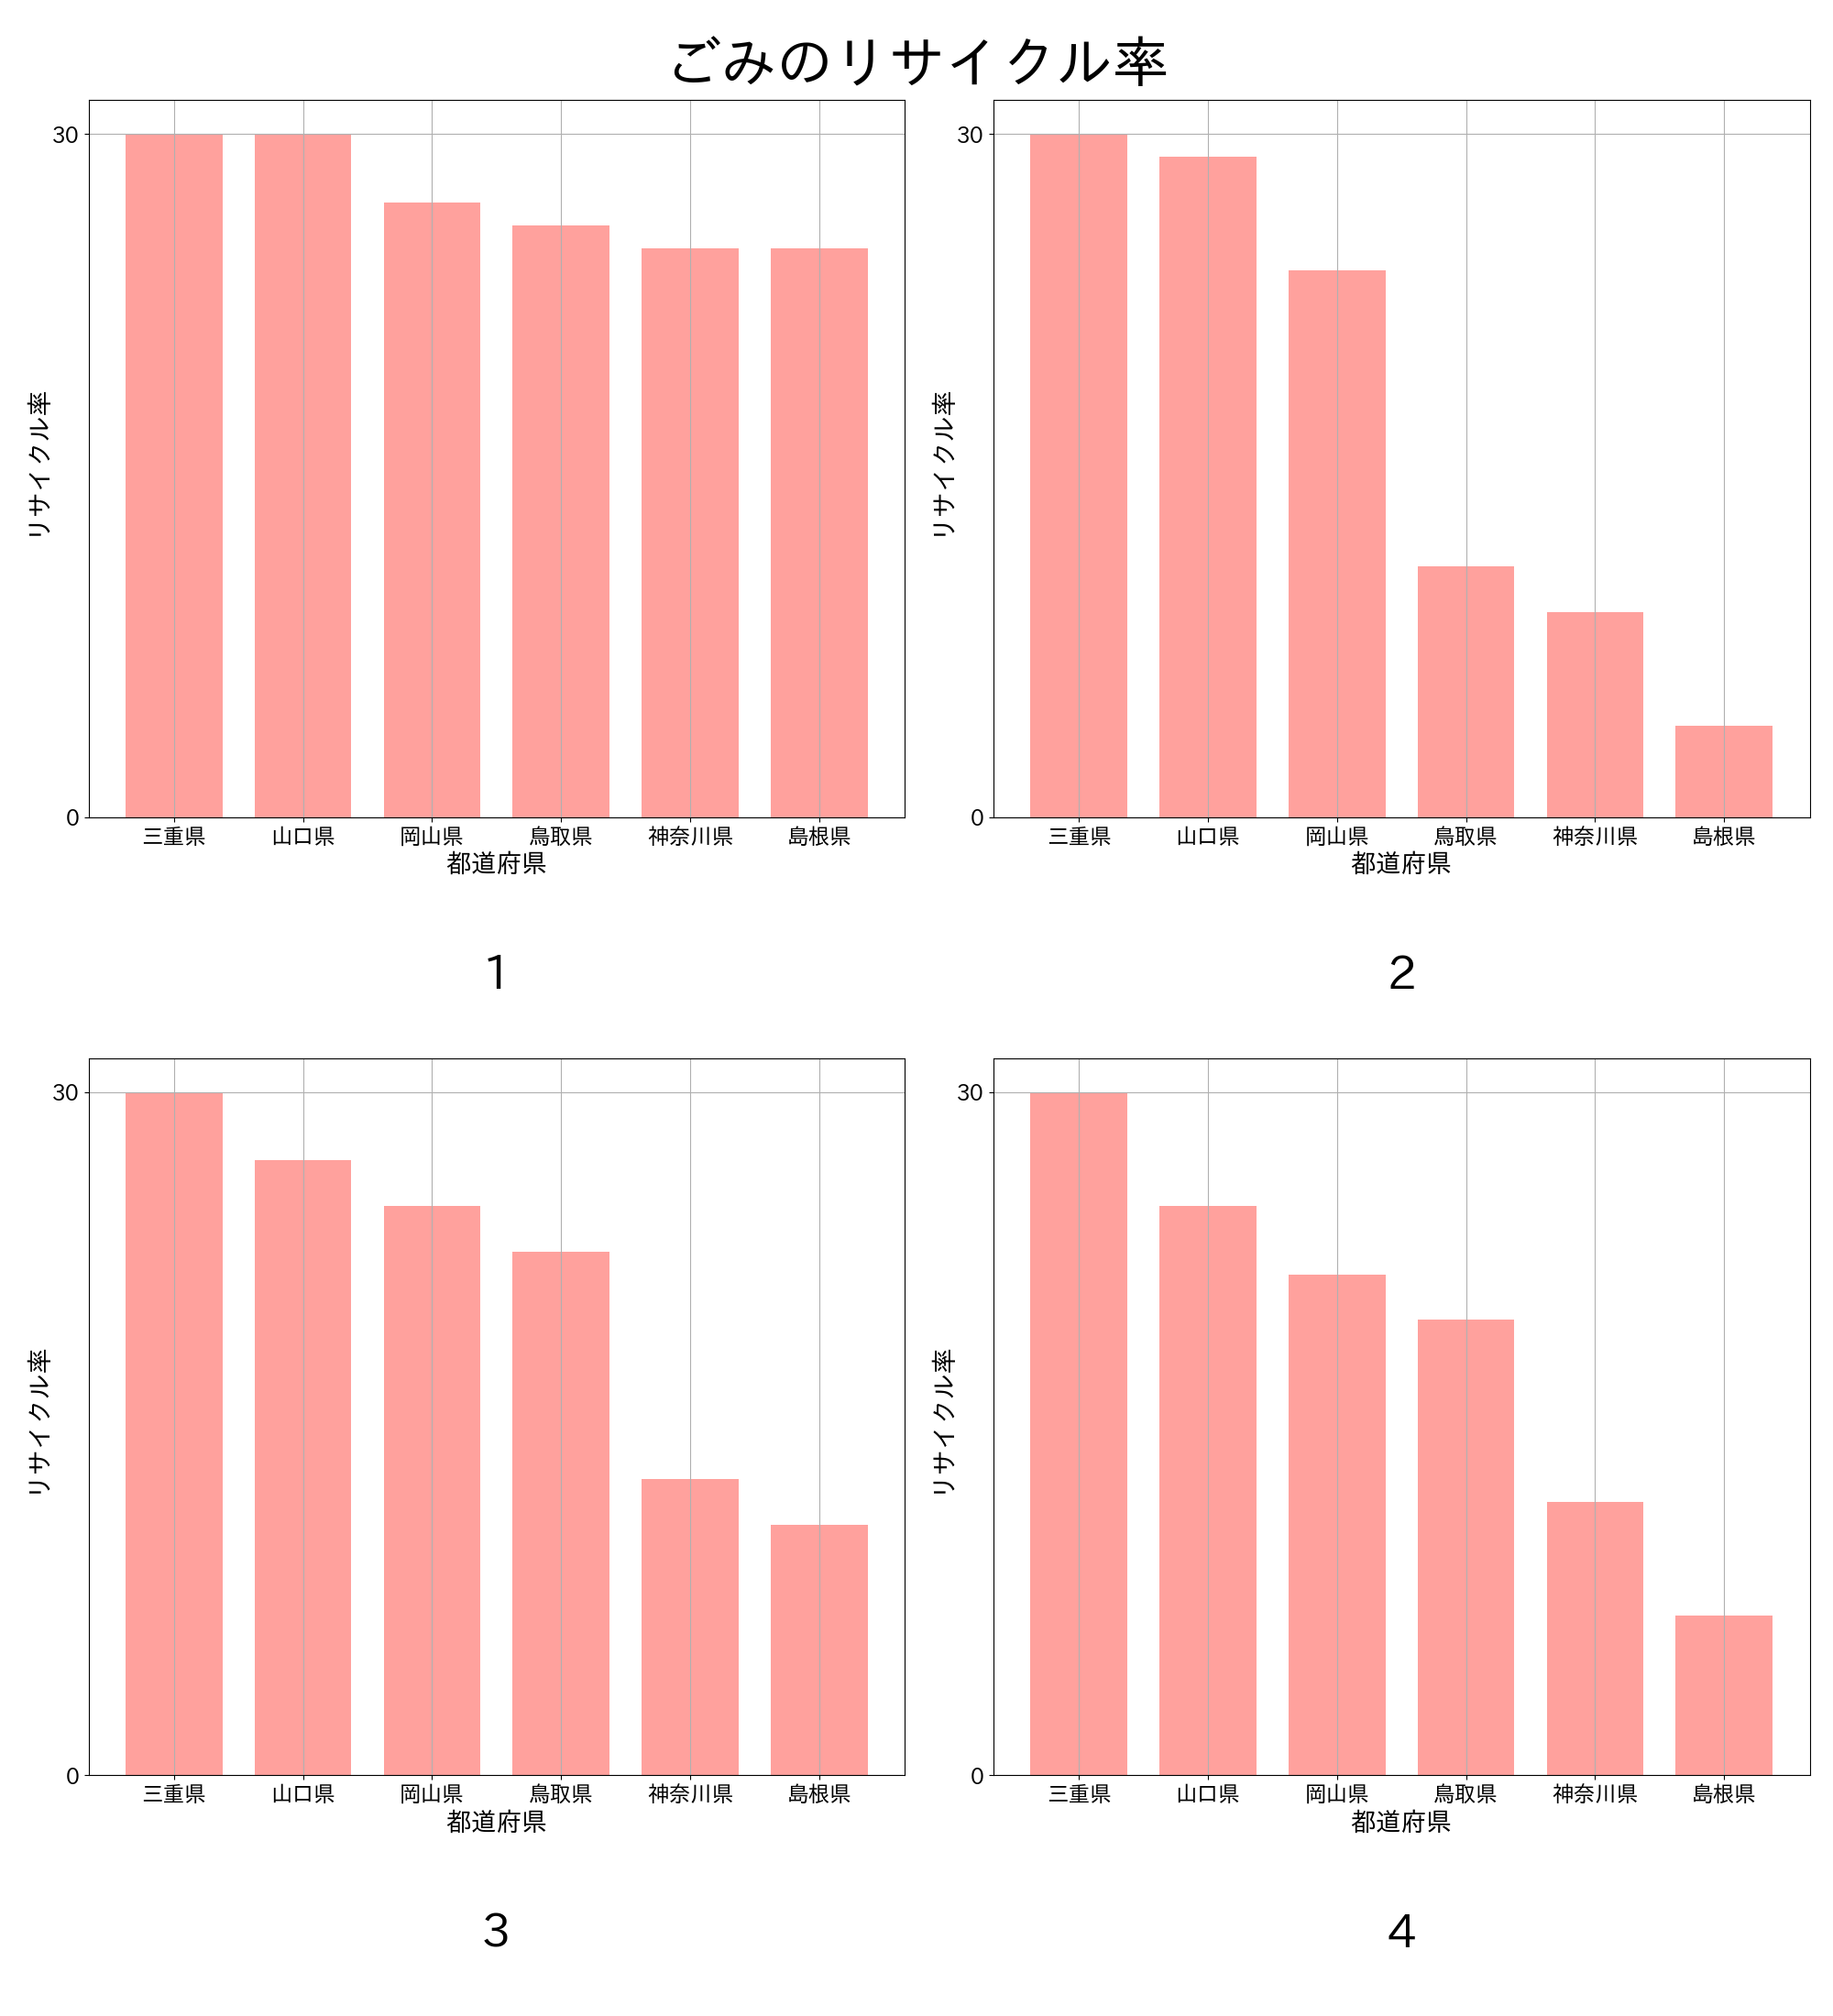 ごみのリサイクル率
30
0
リサイクル率
三重県 山口県 岡山県 鳥取県 神奈川県 島根県
都道府県
1
30
0
リサイクル率
三重県 山口県 岡山県 鳥取県 神奈川県 島根県
都道府県
2
30
0
リサイクル率
三重県 山口県 岡山県 鳥取県 神奈川県 島根県
都道府県
3
30
0
リサイクル率
三重県 山口県 岡山県 鳥取県 神奈川県 島根県
都道府県
4